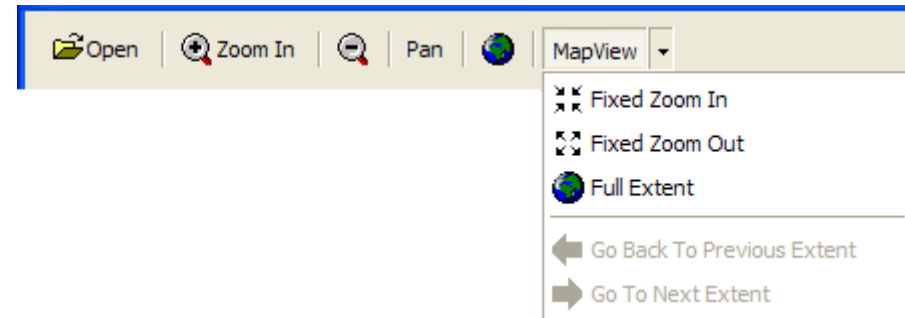 Open Zoom In Pan MapView
Fixed Zoom In
Fixed Zoom Out
Full Extent
Go Back To Previous Extent
Go To Next Extent